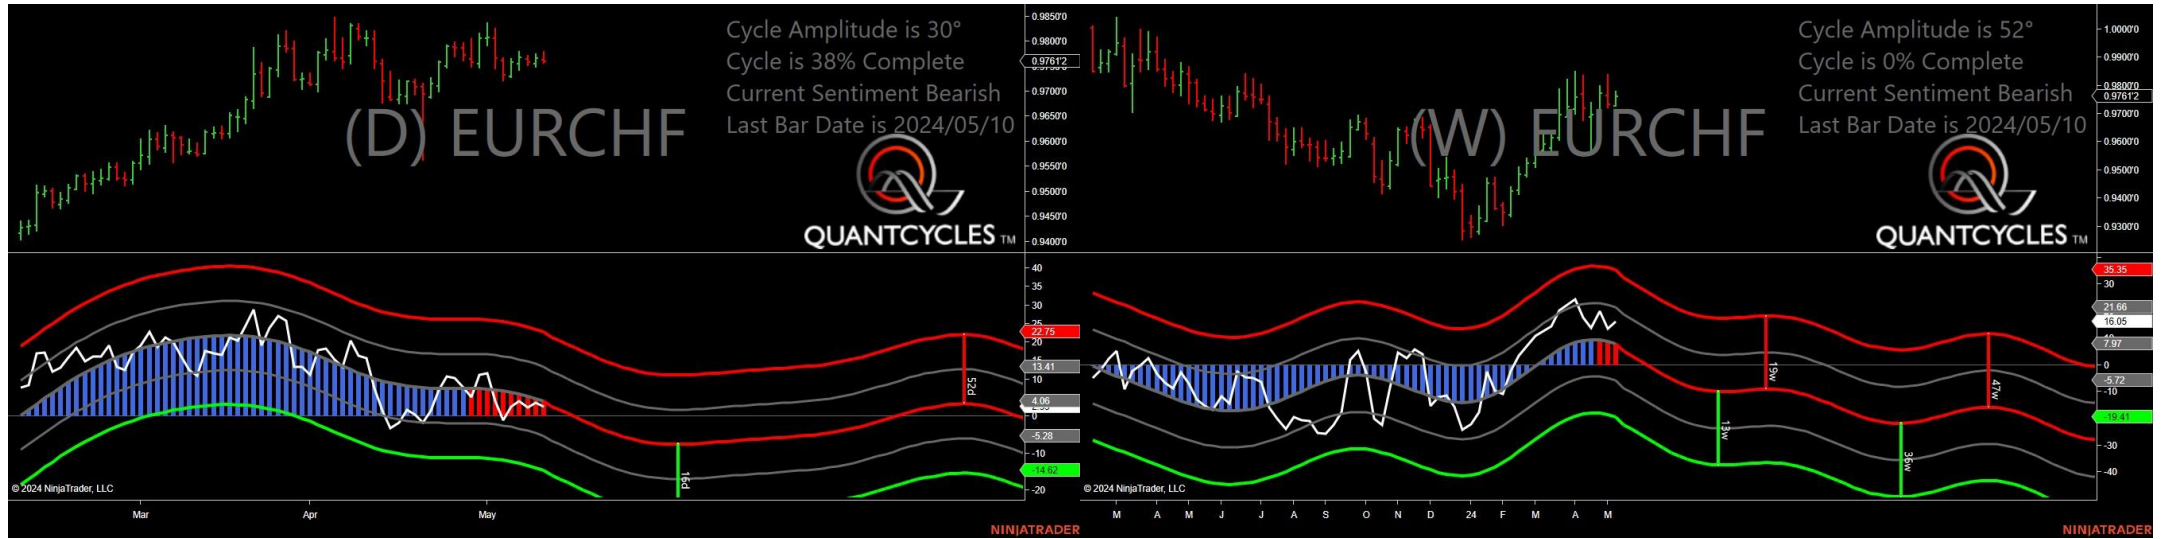 Cycle Amplitude is 30°
Cycle is 38% Complete
Current Sentiment Bearish
Last Bar Date is 2024/05/10
(D) EURCHF
QUANTCYCLES TM
0.9850'0
0.9800'0
0.9761'2
0.9700'0
0.9650'0
0.9600'0
0.9550'0
0.9500'0
0.9450'0
0.9400'0
40
35
30
25
22.75
20
15
13.41
10
4.06
0
-5.28
-10
-14.62
-20
52d
16d
© 2024 NinjaTrader, LLC
Mar Apr May
NINJATRADER
Cycle Amplitude is 52°
Cycle is 0% Complete
Current Sentiment Bearish
Last Bar Date is 2024/05/10
(W) EURCHF
QUANTCYCLES TM
1.0000'0
0.9900'0
0.9800'0
0.9761'2
0.9700'0
0.9600'0
0.9500'0
0.9400'0
0.9300'0
35.35
30
21.66
16.05
7.97
0
-5.72
-10
-19.41
-30
-40
19w
47w
13w
36w
© 2024 NinjaTrader, LLC
M A M J J A S O N D 24 F M A M
NINJATRADER